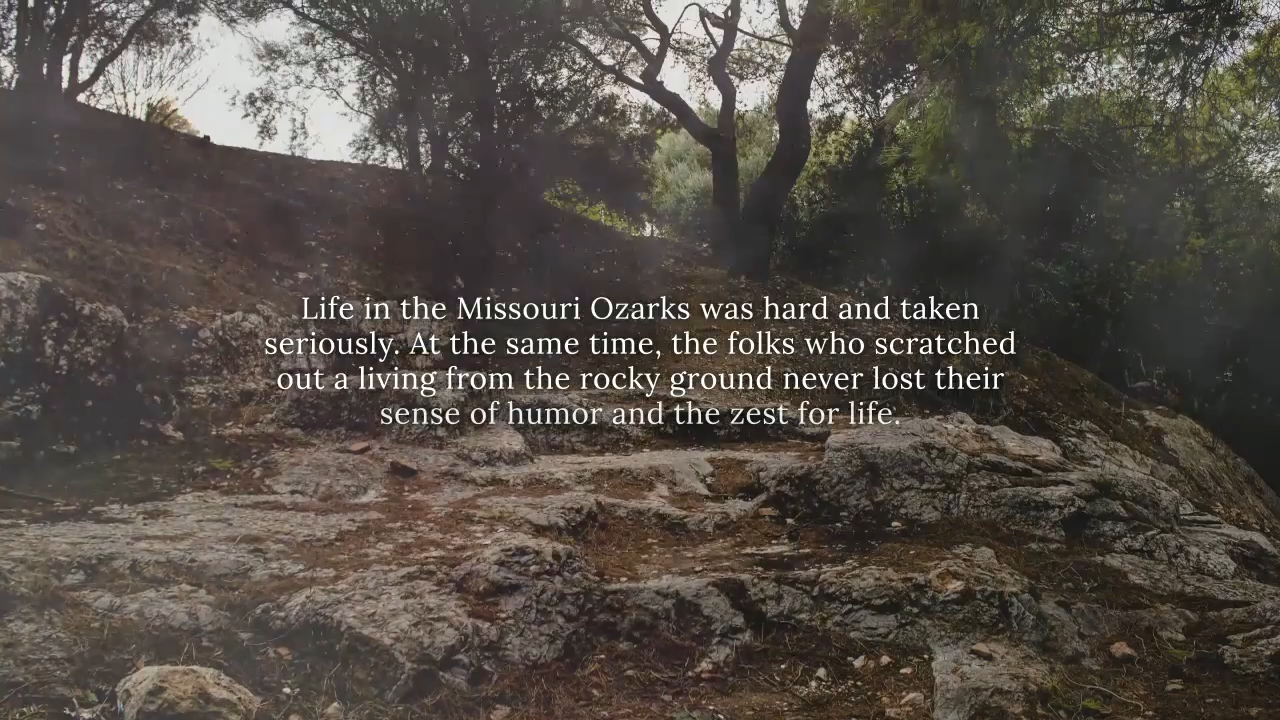 Life in the Missouri Ozarks was hard and taken
seriously. At the same time, the folks who scratched
out a living from the rocky ground never lost their
sense of humor and the zest for life.